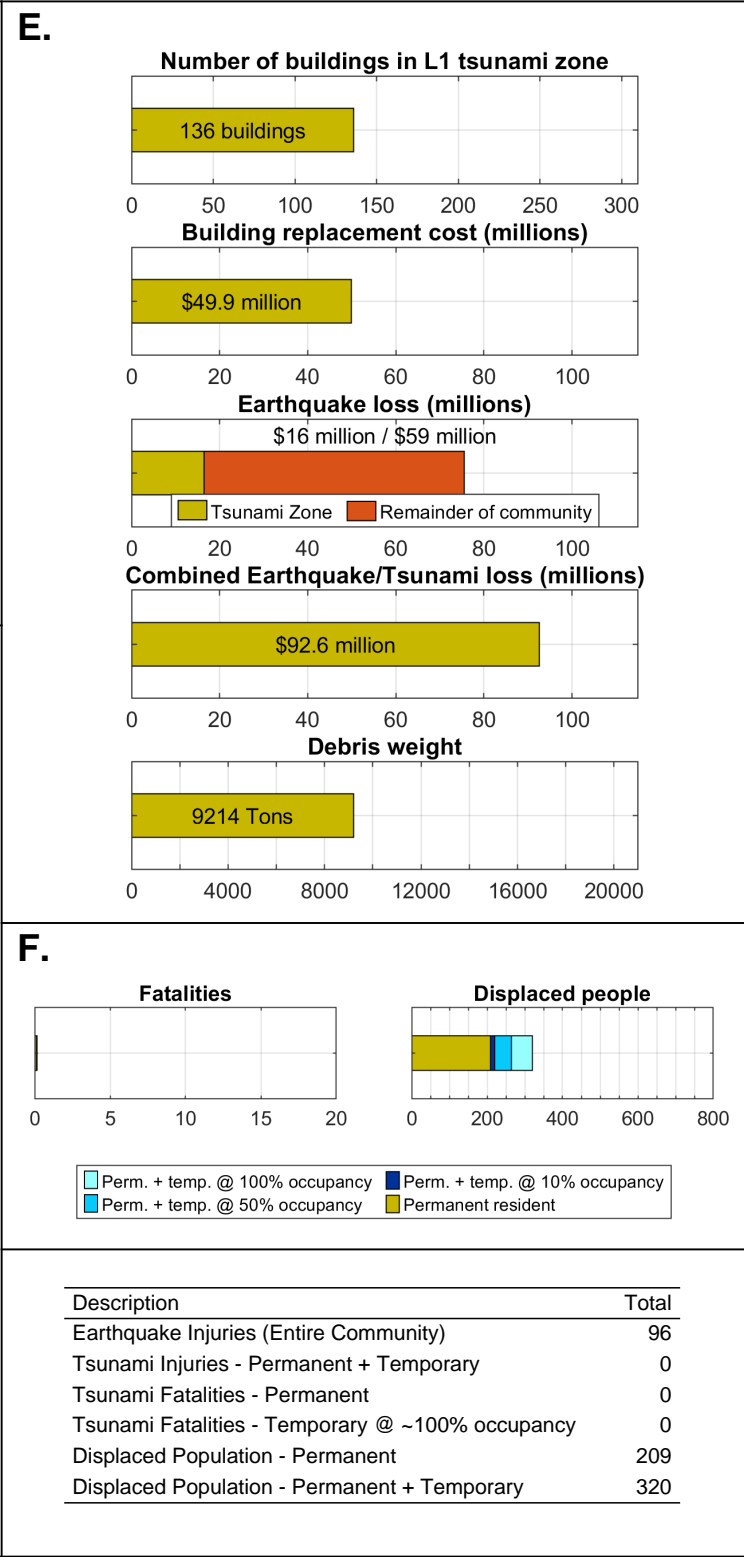 E.
Number of buildings in L1 tsunami zone
136 buildings
0 50 100 150 200 250 300
Building replacement cost (millions)
$49.9 million
0 20 40 60 80 100
Earthquake loss (millions)
$16 million / $59 million
Tsunami Zone Remainder of community
0 20 40 60 80 100
Combined Earthquake/Tsunami loss (millions)
$92.6 million
0 20 40 60 80 100
Debris weight
9214 Tons
0 4000 8000 12000 16000 20000
F.
Fatalities Displaced people
0 5 10 15 20 0 200 400 600 800
Perm. + temp. @ 100% occupancy Perm. + temp. @ 10% occupancy
Perm. + temp. @ 50% occupancy Permanent resident
Description Total
Earthquake Injuries (Entire Community) 96
Tsunami Injuries - Permanent + Temporary 0
Tsunami Fatalities - Permanent 0
Tsunami Fatalities - Temporary @ ~100% occupancy 0
Displaced Population - Permanent 209
Displaced Population - Permanent + Temporary 320